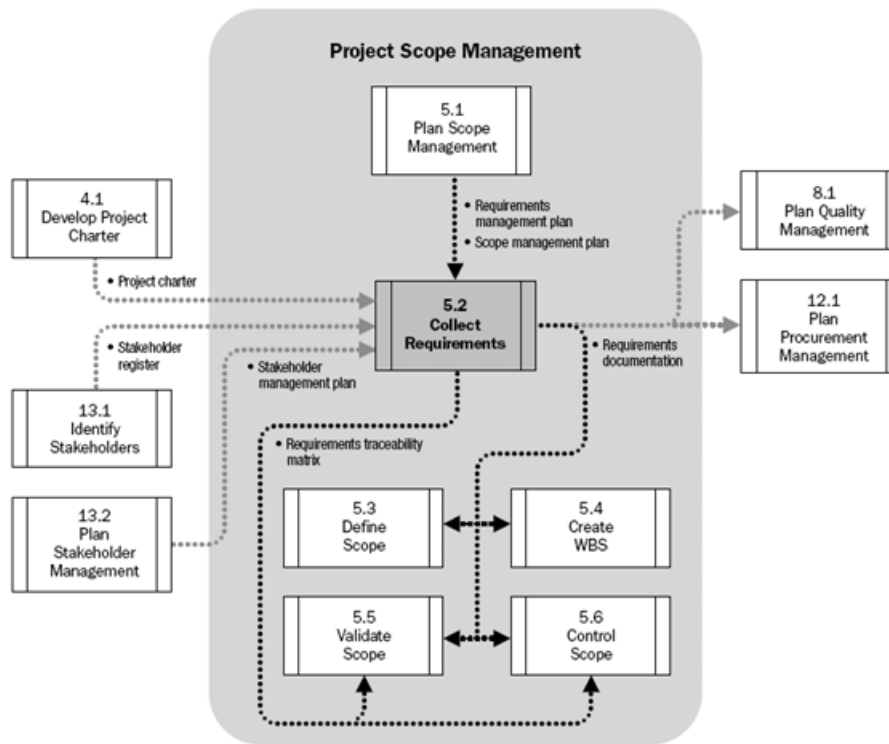 Project Scope Management
5.1
Plan Scope
Management
4.1
Develop Project
Charter
• Requirements
management plan
• Scope management plan
8.1
Plan Quality
Management
• Project charter
5.2
Collect
Requirements
12.1
Plan
Procurement
Management
• Stakeholder
register
• Stakeholder
management plan
• Requirements
documentation
13.1
Identify
Stakeholders
• Requirements traceability
matrix
13.2
Plan
Stakeholder
Management
5.3
Define
Scope
5.4
Create
WBS
5.5
Validate
Scope
5.6
Control
Scope